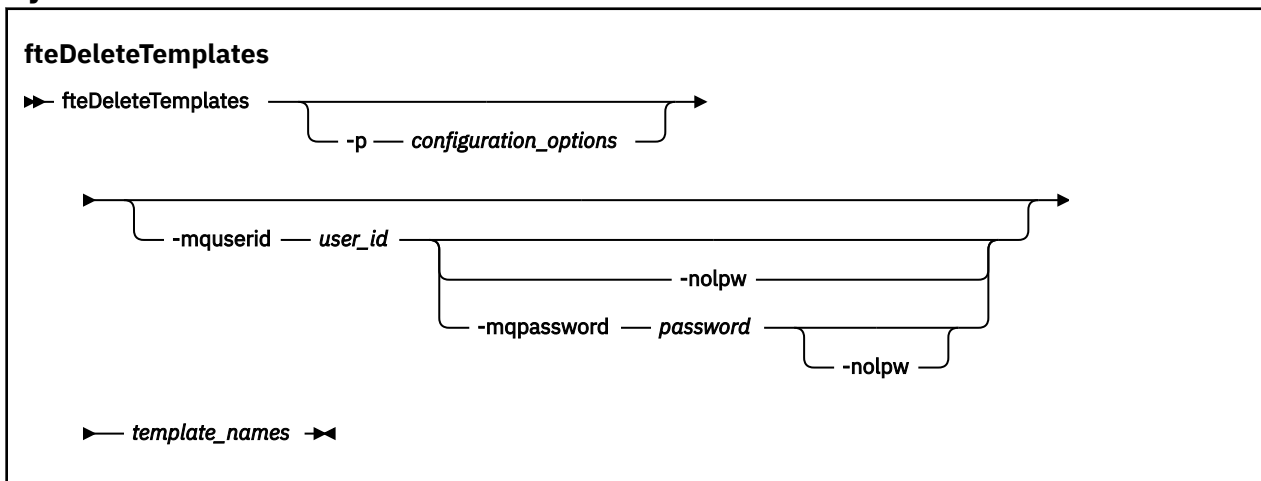 fteDeleteTemplates
fteDeleteTemplates
-p configuration_options
-mquserid user_id
-nolpw
-mqpassword password
-nolpw
template_names